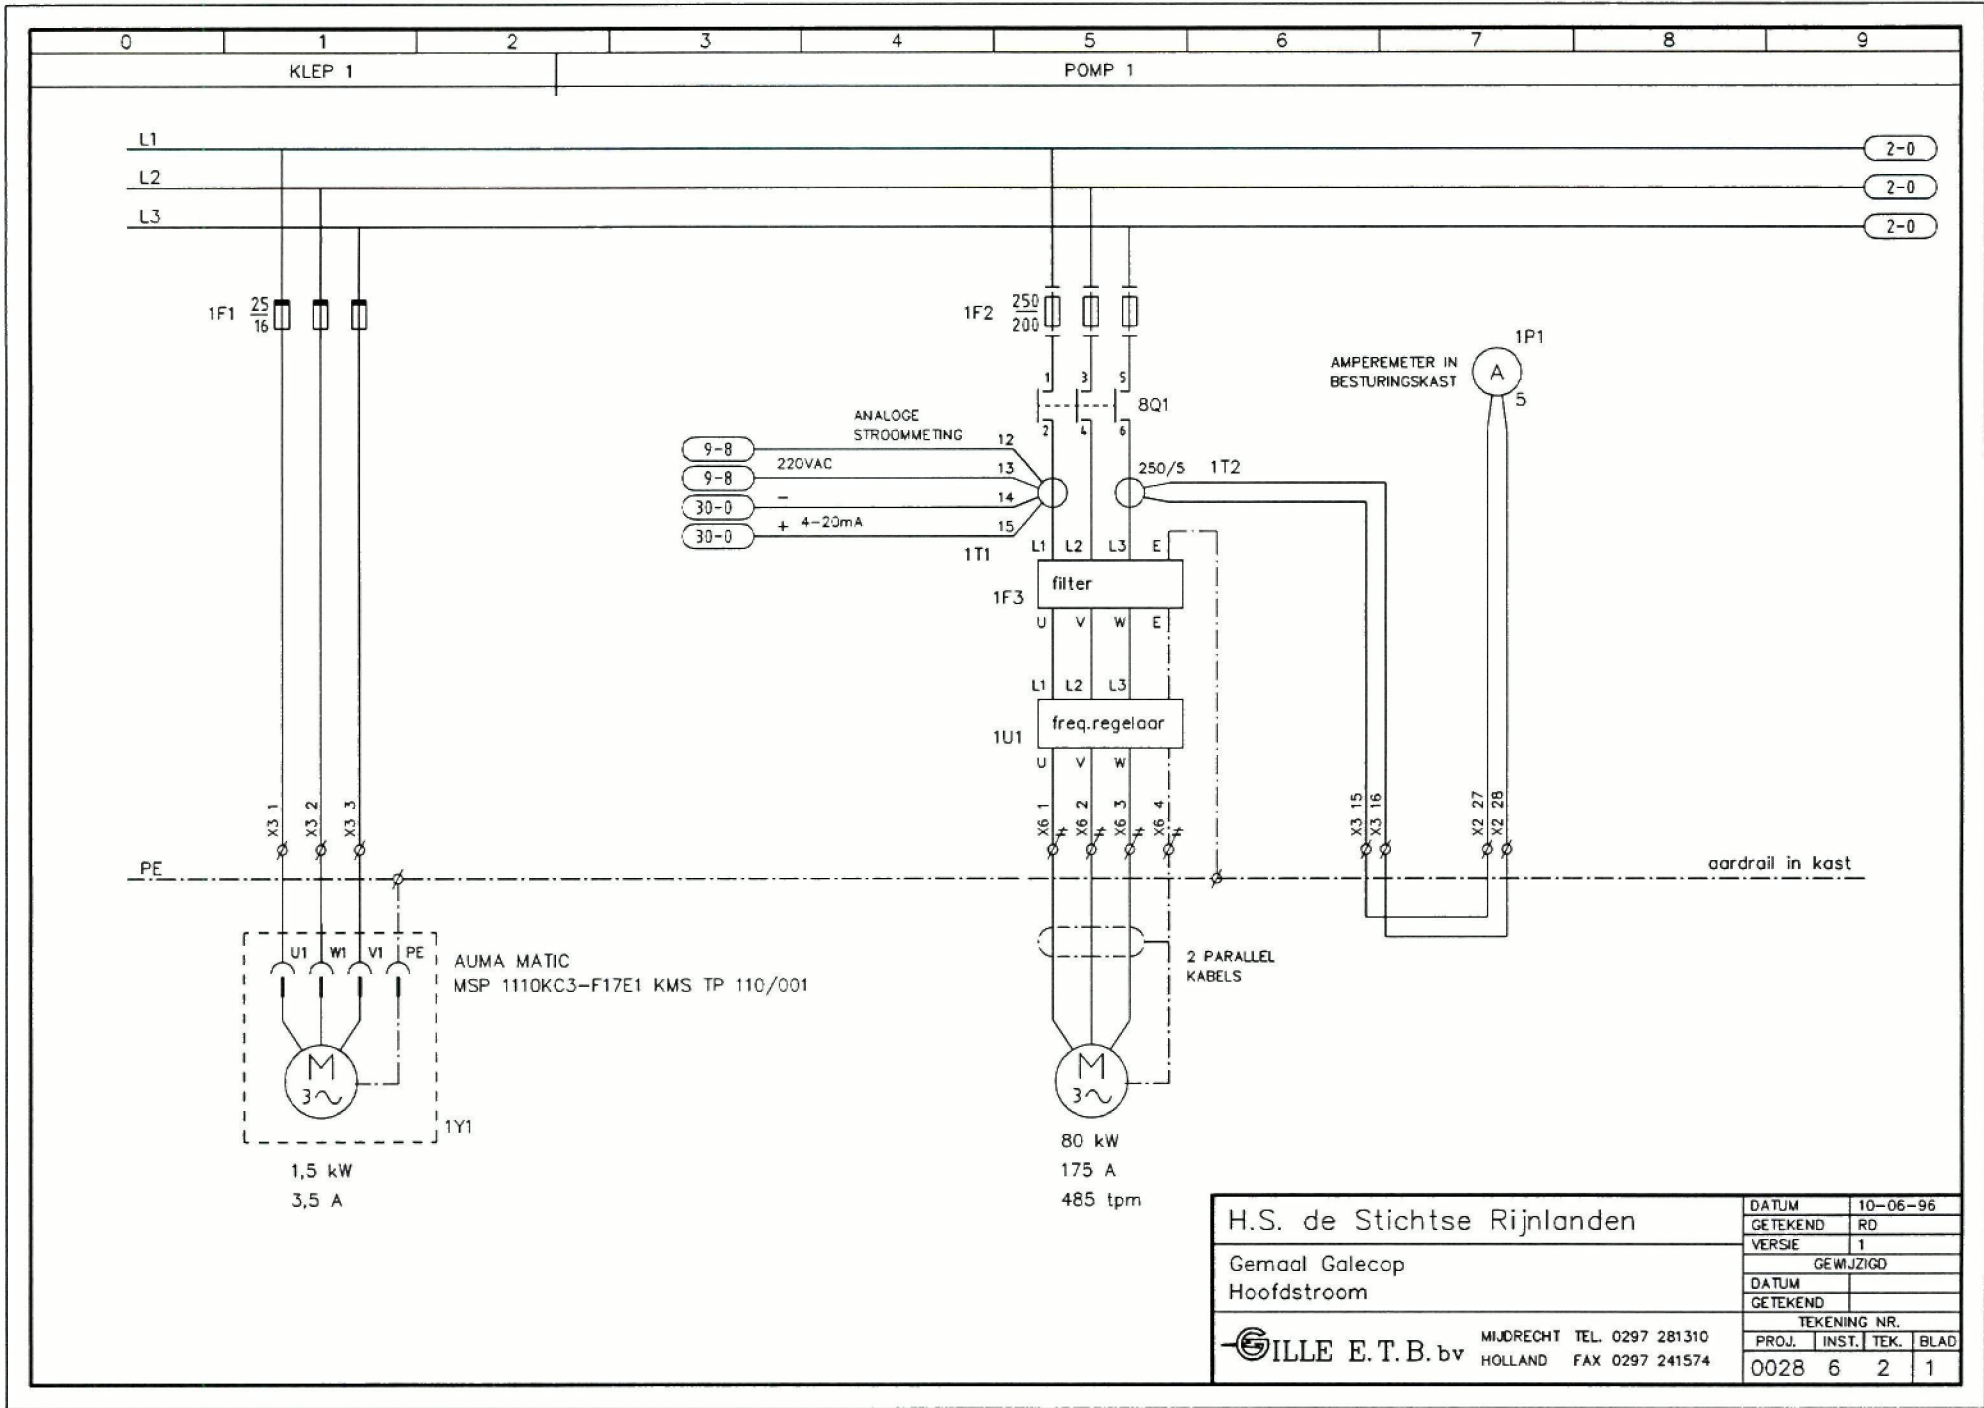 0 1 2 3 4 5 6 7 8 9
KLEP 1 POMP 1
L1 2-0
L2 2-0
L3 2-0
1F1 25/16
1F2 250/200
1P1
AMPEREMETER IN
BESTURINGSKAST
A
5
1 3 5
8Q1
2 4 6
ANALOGE
STROOMMETING
9-8 12
220VAC
9-8 13
30-0 - 14
30-0 + 4-20mA 15
1T1
250/5 1T2
L1 L2 L3 E
filter
1F3
U V W E
L1 L2 L3
freq.regelaar
1U1
U V W
X3 1
X3 2
X3 3
X6 1
X6 2
X6 3
X6 4
X3 15
X3 16
X2 27
X2 28
PE
aardrail in kast
U1 W1 V1 PE
AUMA MATIC
MSP 1110KC3-F17E1 KMS TP 110/001
M
3~
1Y1
1,5 kW
3,5 A
2 PARALLEL
KABELS
M
3~
80 kW
175 A
485 tpm
H.S. de Stichtse Rijnlanden
Gemaal Galecop
Hoofdstroom
GILLE E.T.B. bv
MIJDRECHT TEL. 0297 281310
HOLLAND FAX 0297 241574
DATUM 10-06-96
GETEKEND RD
VERSIE 1
GEWIJZIGD
DATUM
GETEKEND
TEKENING NR.
PROJ. INST. TEK. BLAD
0028 6 2 1